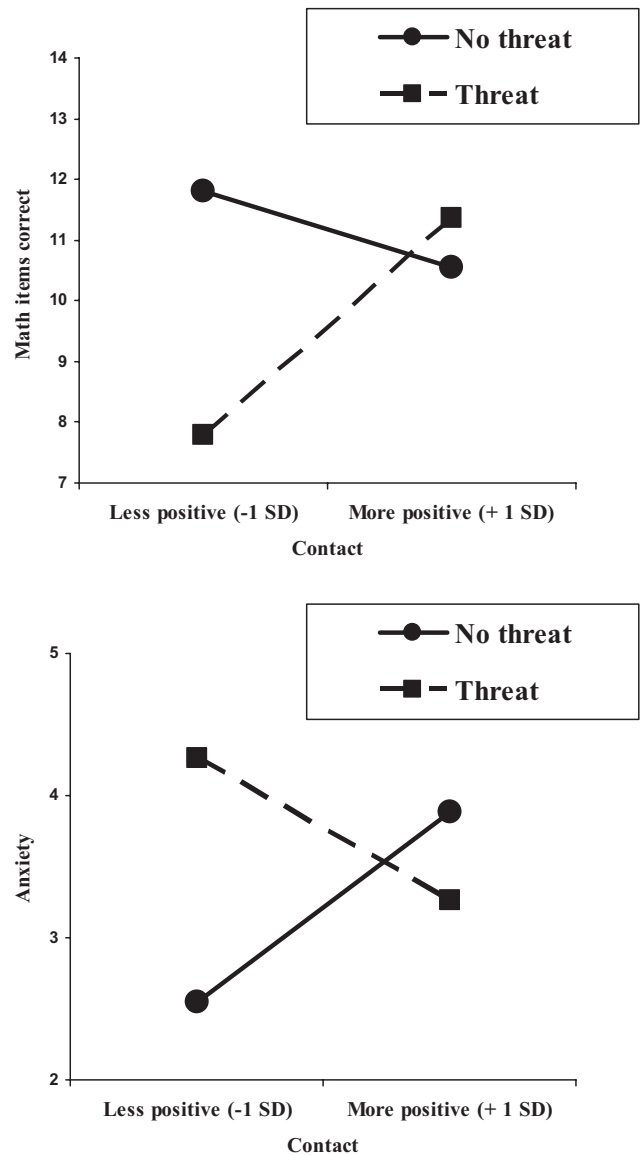 No threat
Threat
14
13
12
11
10
9
8
7
Math items correct
Less positive (-1 SD) More positive (+ 1 SD)
Contact
No threat
Threat
5
4
3
2
Anxiety
Less positive (-1 SD) More positive (+ 1 SD)
Contact